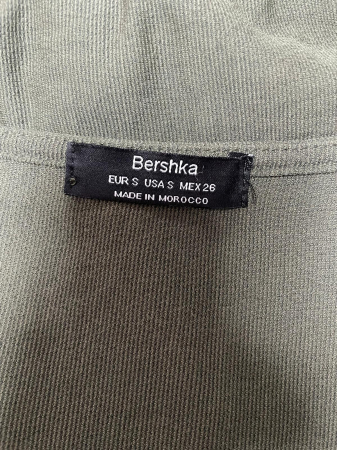 Bershka
EUR S USA S MEX 26
MADE IN MOROCCO